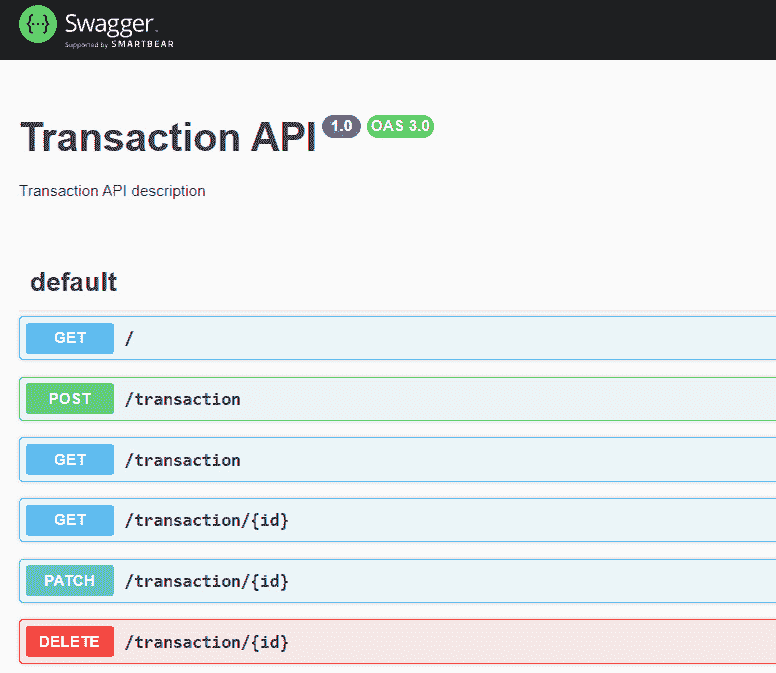 {...} Swagger.
Supported by SMARTBEAR
Transaction API 1.0 OAS 3.0
Transaction API description
default
GET /
POST /transaction
GET /transaction
GET /transaction/{id}
PATCH /transaction/{id}
DELETE /transaction/{id}